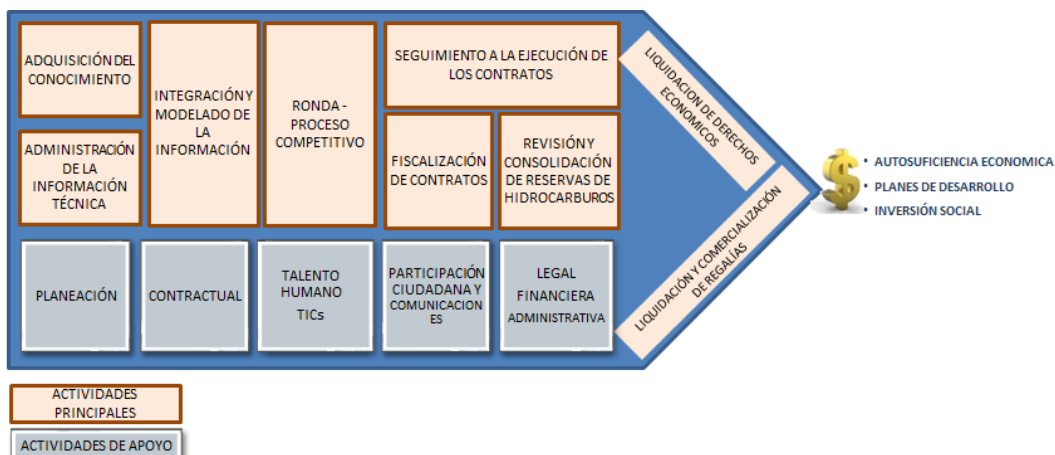 ADQUISICIÓN DEL
CONOCIMIENTO
ADMINISTRACIÓN
DE LA
INFORMACIÓN
TÉCNICA
INTEGRACIÓN Y
MODELADO DE
LA
INFORMACIÓN
RONDA -
PROCESO
COMPETITIVO
SEGUIMIENTO A LA EJECUCIÓN DE
LOS CONTRATOS
FISCALIZACIÓN
DE CONTRATOS
REVISIÓN Y
CONSOLIDACIÓN
DE RESERVAS DE
HIDROCARBUROS
LIQUIDACION DE DERECHOS
ECONOMICOS
LIQUIDACIÓN Y COMERCIALIZACIÓN
DE REGALÍAS
$
• AUTOSUFICIENCIA ECONOMICA
• PLANES DE DESARROLLO
• INVERSIÓN SOCIAL
PLANEACIÓN
CONTRACTUAL
TALENTO
HUMANO
TICs
PARTICIPACIÓN
CIUDADANA Y
COMUNICACION
ES
LEGAL
FINANCIERA
ADMINISTRATIVA
ACTIVIDADES
PRINCIPALES
ACTIVIDADES DE APOYO